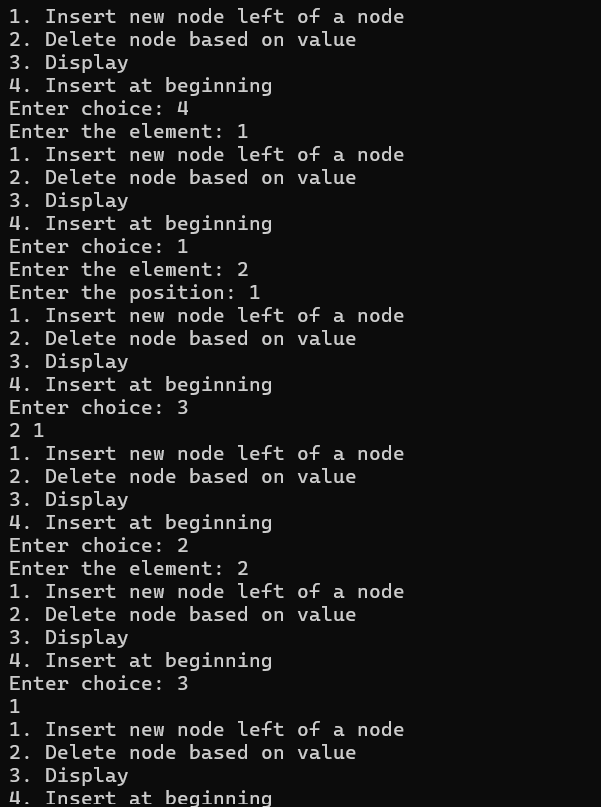 1. Insert new node left of a node
2. Delete node based on value
3. Display
4. Insert at beginning
Enter choice: 4
Enter the element: 1
1. Insert new node left of a node
2. Delete node based on value
3. Display
4. Insert at beginning
Enter choice: 1
Enter the element: 2
Enter the position: 1
1. Insert new node left of a node
2. Delete node based on value
3. Display
4. Insert at beginning
Enter choice: 3
2 1
1. Insert new node left of a node
2. Delete node based on value
3. Display
4. Insert at beginning
Enter choice: 2
Enter the element: 2
1. Insert new node left of a node
2. Delete node based on value
3. Display
4. Insert at beginning
Enter choice: 3
1
1. Insert new node left of a node
2. Delete node based on value
3. Display
4. Insert at beginning